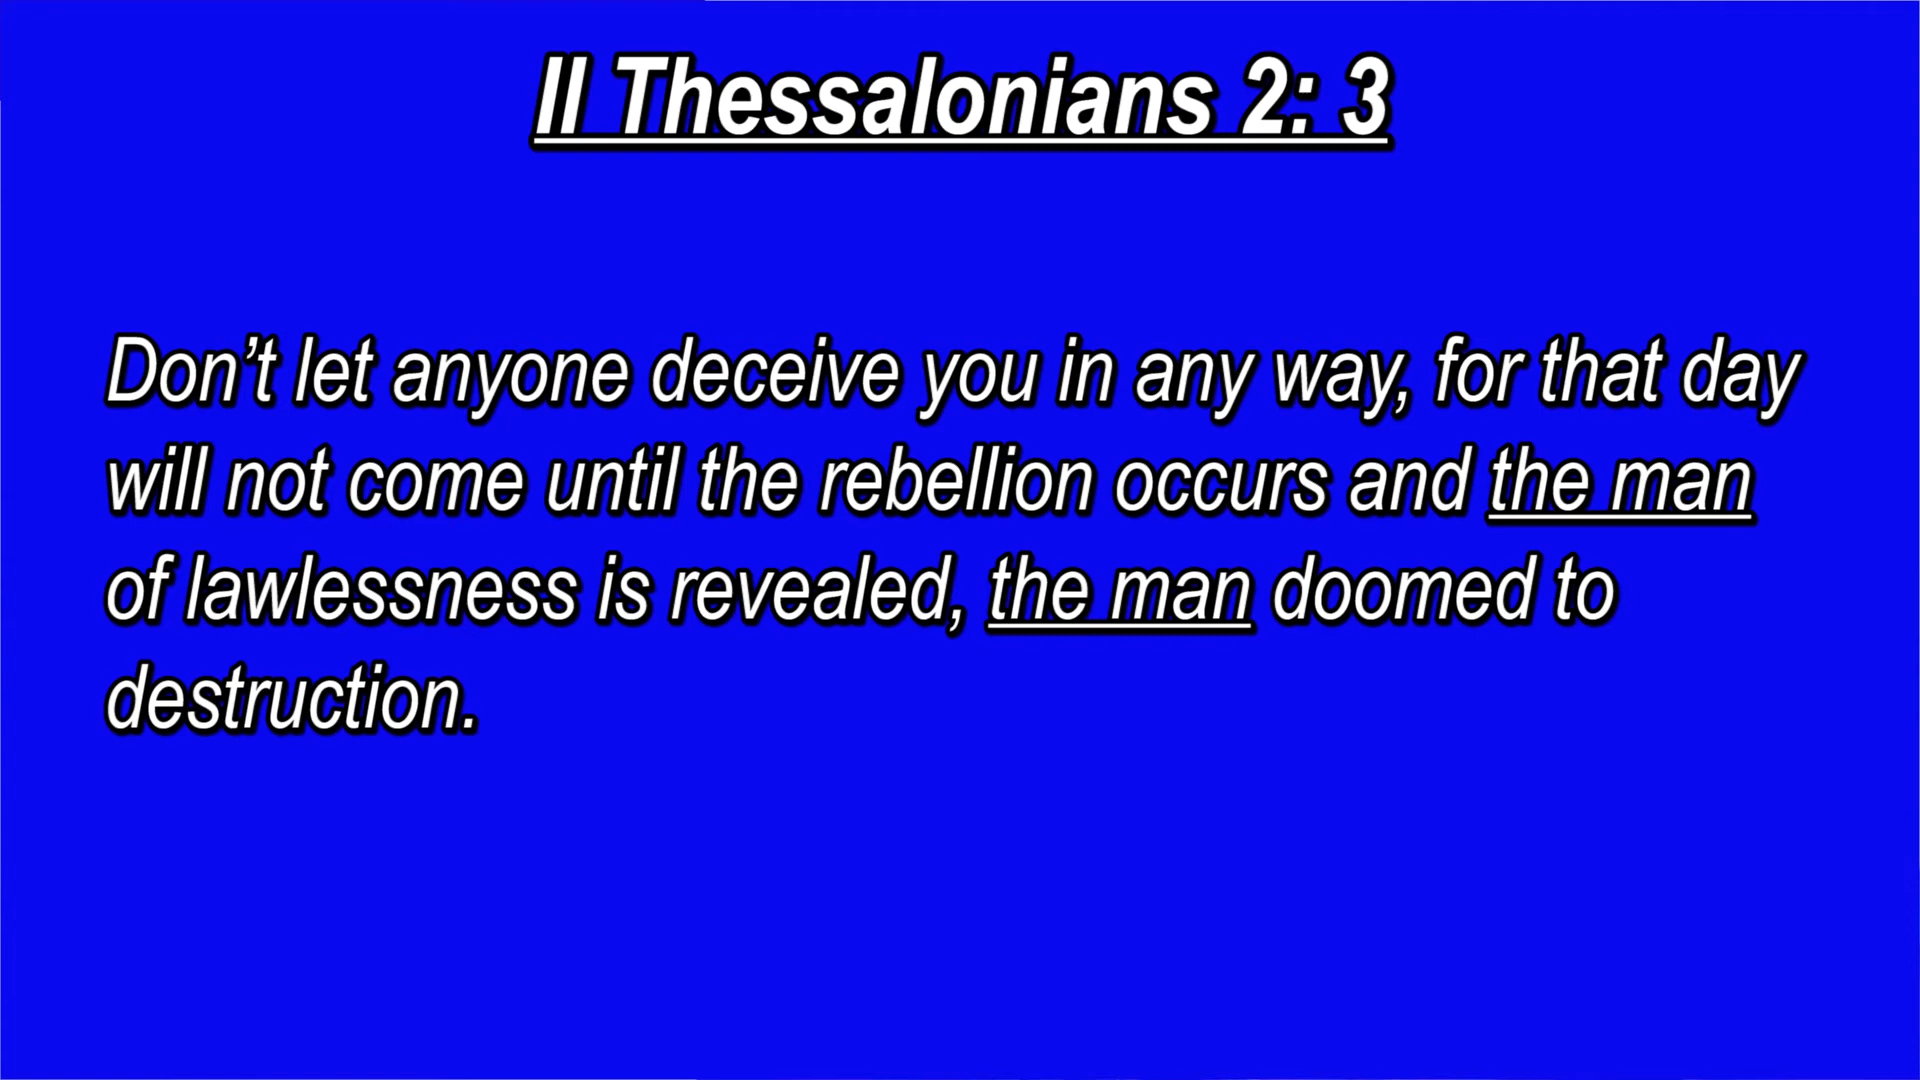 II Thessalonians 2: 3
Don’t let anyone deceive you in any way, for that day
will not come until the rebellion occurs and the man
of lawlessness is revealed, the man doomed to
destruction.